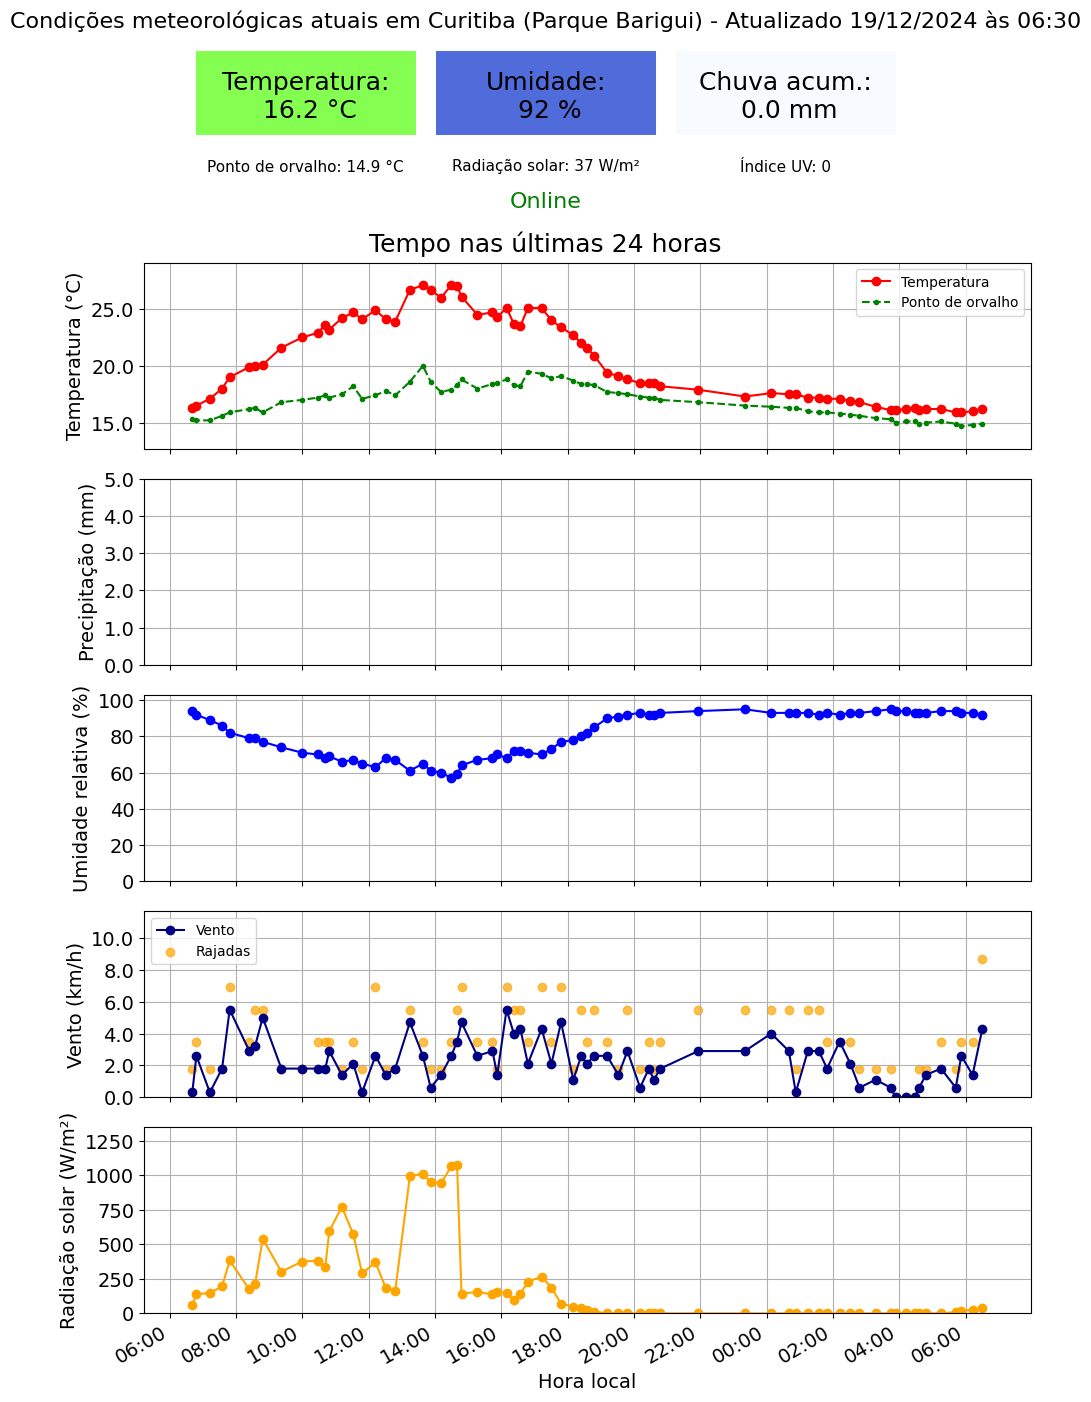 Condições meteorológicas atuais em Curitiba (Parque Barigui) - Atualizado 19/12/2024 às 06:30
Temperatura:
16.2 °C
Umidade:
92 %
Chuva acum.:
0.0 mm
Ponto de orvalho: 14.9 °C
Radiação solar: 37 W/m²
Índice UV: 0
Online
Tempo nas últimas 24 horas
Temperatura (°C)
25.0
20.0
15.0
Temperatura
Ponto de orvalho
Precipitação (mm)
5.0
4.0
3.0
2.0
1.0
0.0
Umidade relativa (%)
100
80
60
40
20
0
Vento (km/h)
10.0
8.0
6.0
4.0
2.0
0.0
Vento
Rajadas
Radiação solar (W/m²)
1250
1000
750
500
250
0
06:00
08:00
10:00
12:00
14:00
16:00
18:00
20:00
22:00
00:00
02:00
04:00
06:00
Hora local